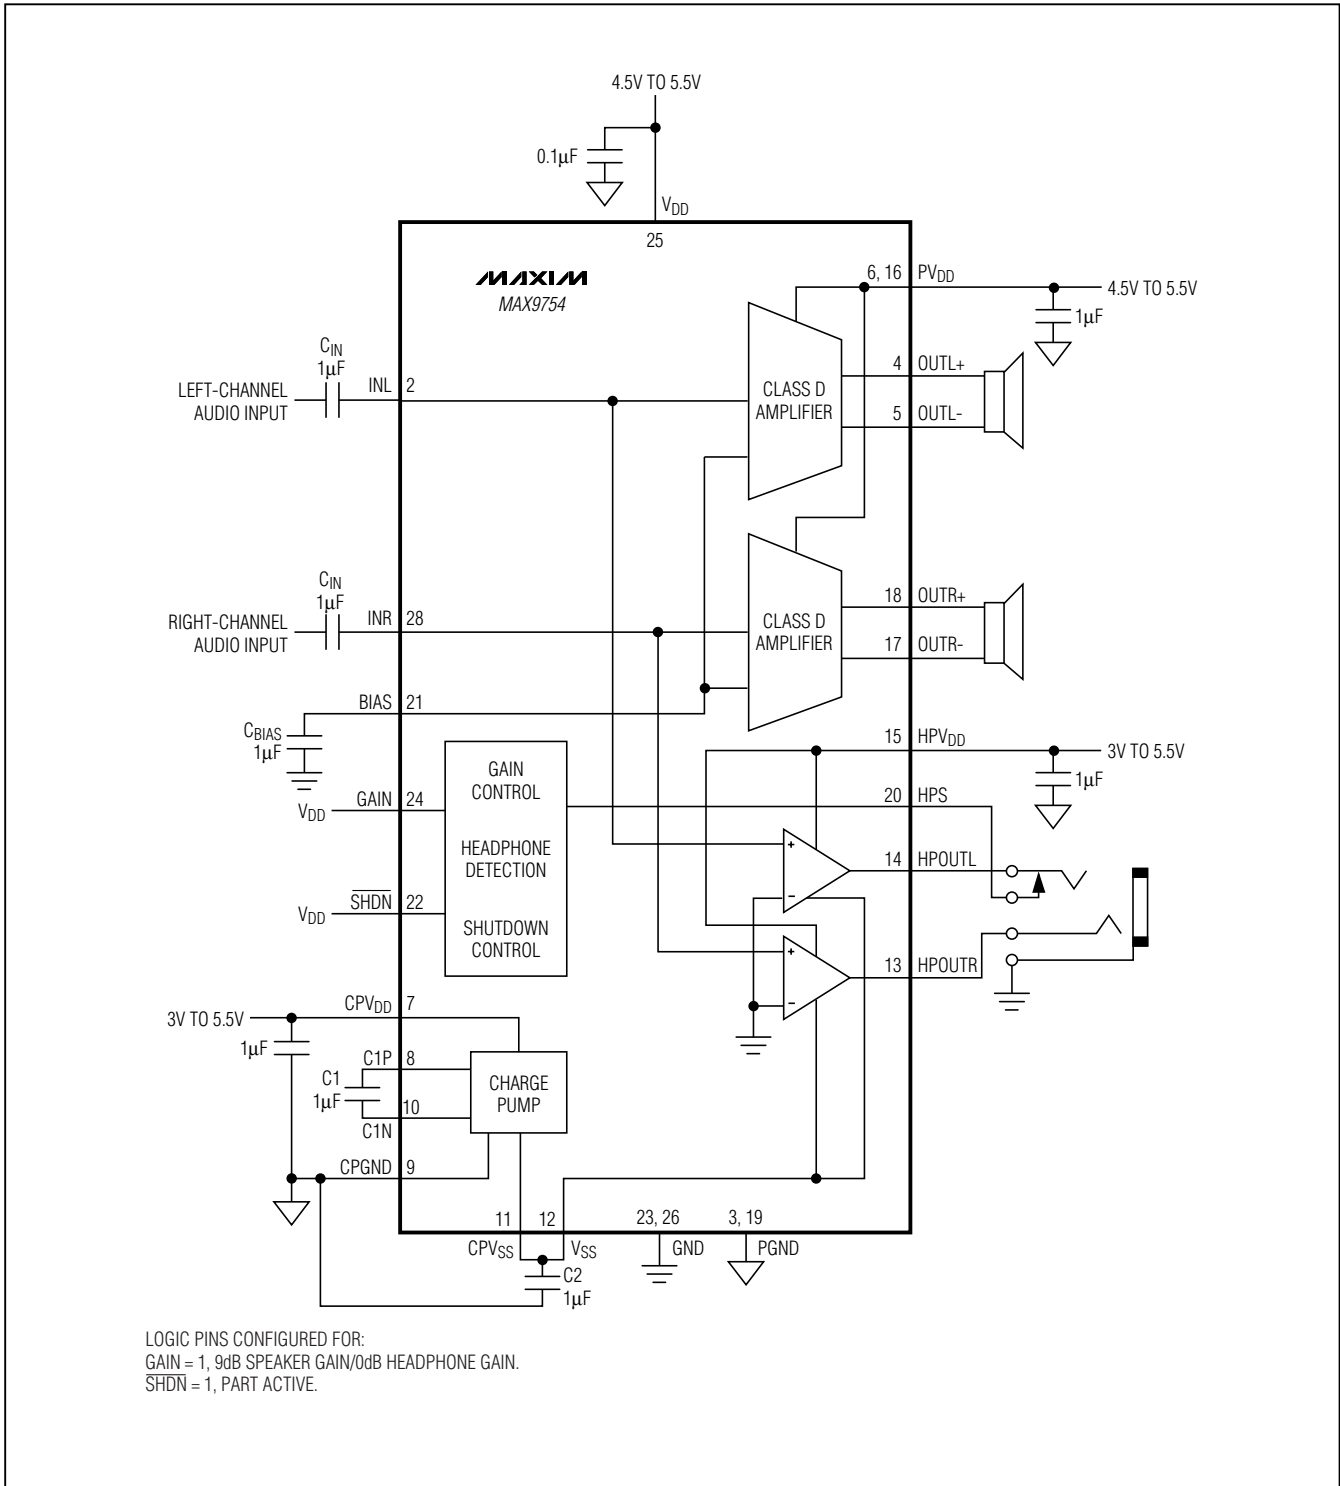 4.5V TO 5.5V
0.1μF
VDD
25
MAXIM
MAX9754
6, 16 PVDD
4.5V TO 5.5V
1μF
CIN
1μF
LEFT-CHANNEL
AUDIO INPUT
INL 2
CLASS D
AMPLIFIER
4 OUTL+
5 OUTL-
CIN
1μF
RIGHT-CHANNEL
AUDIO INPUT
INR 28
CLASS D
AMPLIFIER
18 OUTR+
17 OUTR-
BIAS 21
CBIAS
1μF
15 HPVDD
3V TO 5.5V
1μF
GAIN
CONTROL
VDD GAIN 24
20 HPS
HEADPHONE
DETECTION
+
-
14 HPOUTL
VDD SHDN 22
SHUTDOWN
CONTROL
+
-
13 HPOUTR
CPVDD 7
3V TO 5.5V
1μF
C1P 8
C1
1μF
10
C1N
CHARGE
PUMP
CPGND 9
11 12 23, 26 3, 19
CPVSS VSS GND PGND
C2
1μF
LOGIC PINS CONFIGURED FOR:
GAIN = 1, 9dB SPEAKER GAIN/0dB HEADPHONE GAIN.
SHDN = 1, PART ACTIVE.